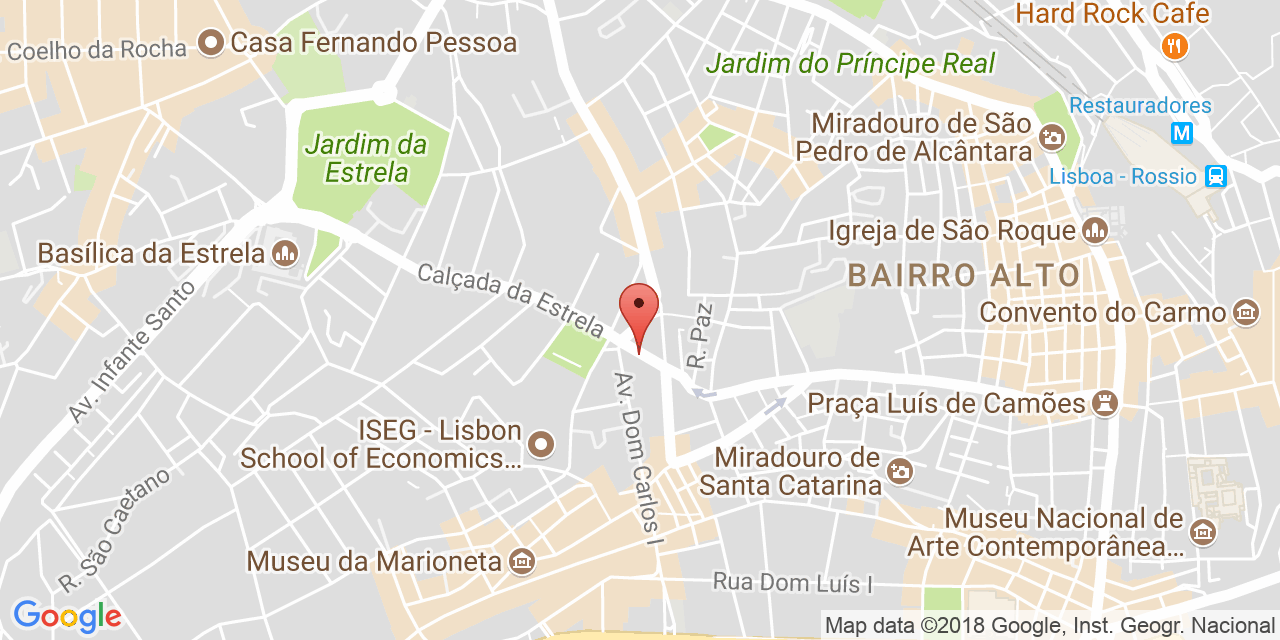 Hard Rock Cafe
Coelho da Rocha
Casa Fernando Pessoa
Jardim do Príncipe Real
Restauradores
M
Miradouro de São
Pedro de Alcântara
Jardim da
Estrela
Lisboa - Rossio
Igreja de São Roque
Basílica da Estrela
BAIRRO ALTO
Calçada da Estrela
Convento do Carmo
Av. Infante Santo
R. Paz
Praça Luís de Camões
Av. Dom Carlos I
ISEG - Lisbon
School of Economics...
Miradouro de
Santa Catarina
R. São Caetano
Museu Nacional de
Arte Contemporânea...
Museu da Marioneta
Rua Dom Luís I
Google
Map data ©2018 Google, Inst. Geogr. Nacional